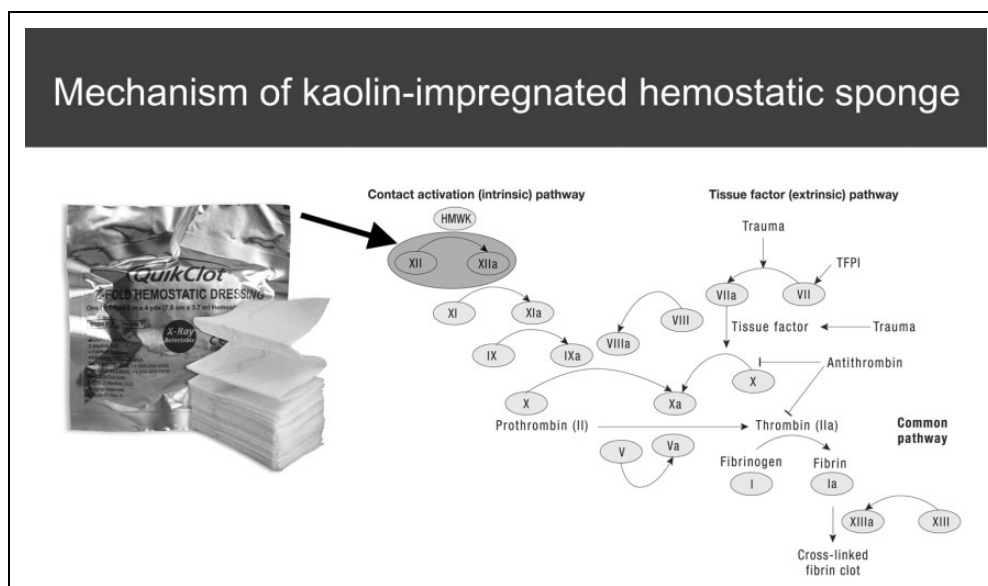 Mechanism of kaolin-impregnated hemostatic sponge
QuikClot
HEMOSTATIC DRESSING
X-Ray
Detectable
Contact activation (intrinsic) pathway
HMWK
XII
XIIa
XI
XIa
IX
IXa
VIII
VIIIa
X
Xa
Prothrombin (II)
V
Va
Tissue factor (extrinsic) pathway
Trauma
TFPI
VIIa
VII
Tissue factor
Trauma
X
Antithrombin
Thrombin (IIa)
Common
pathway
Fibrinogen
Fibrin
I
Ia
XIIIa
XIII
Cross-linked
fibrin clot